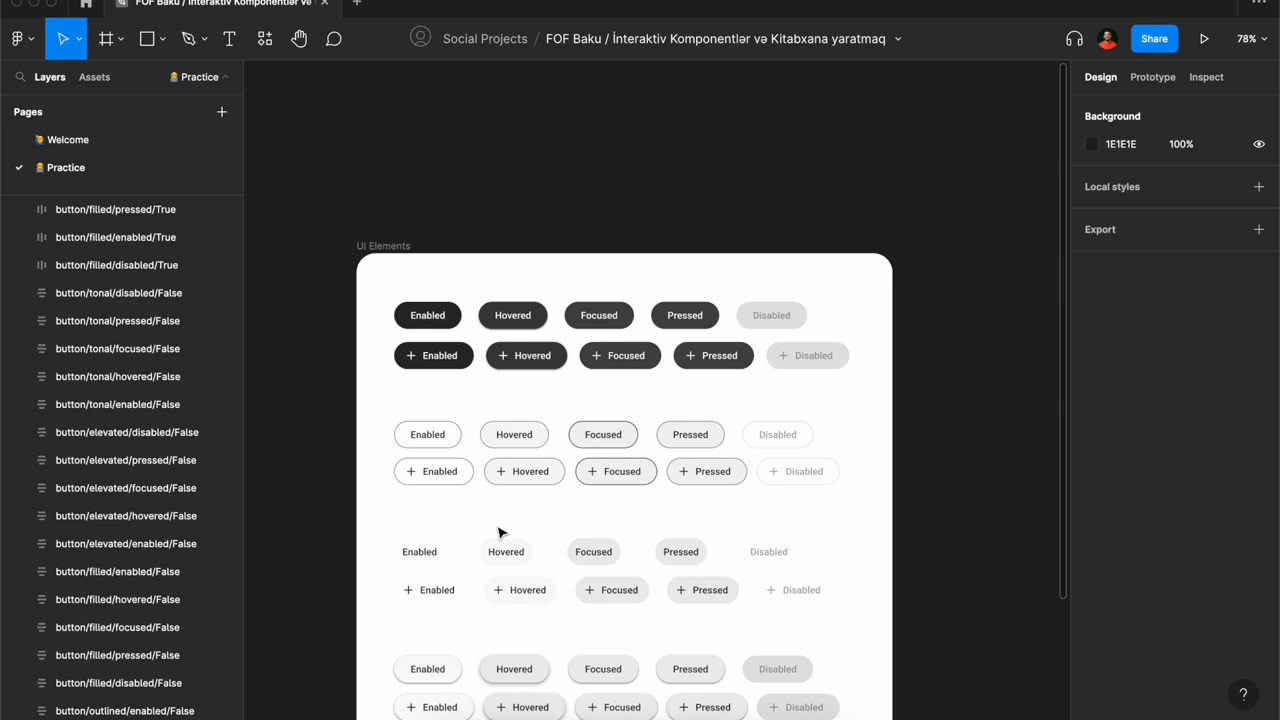 FOF Baku / İnteraktiv Komponentlər və
Social Projects / FOF Baku / İnteraktiv Komponentlər və Kitabxana yaratmaq
Share
78%
Layers
Assets
Practice
Pages
Welcome
Practice
button/filled/pressed/True
button/filled/enabled/True
button/filled/disabled/True
button/tonal/disabled/False
button/tonal/pressed/False
button/tonal/focused/False
button/tonal/hovered/False
button/tonal/enabled/False
button/elevated/disabled/False
button/elevated/pressed/False
button/elevated/focused/False
button/elevated/hovered/False
button/elevated/enabled/False
button/filled/enabled/False
button/filled/hovered/False
button/filled/focused/False
button/filled/pressed/False
button/filled/disabled/False
button/outlined/enabled/False
UI Elements
Enabled Hovered Focused Pressed Disabled
+ Enabled + Hovered + Focused + Pressed + Disabled
Enabled Hovered Focused Pressed Disabled
+ Enabled + Hovered + Focused + Pressed + Disabled
Enabled Hovered Focused Pressed Disabled
+ Enabled + Hovered + Focused + Pressed + Disabled
Enabled Hovered Focused Pressed Disabled
+ Enabled + Hovered + Focused + Pressed + Disabled
Design
Prototype
Inspect
Background
1E1E1E 100%
Local styles
Export
?